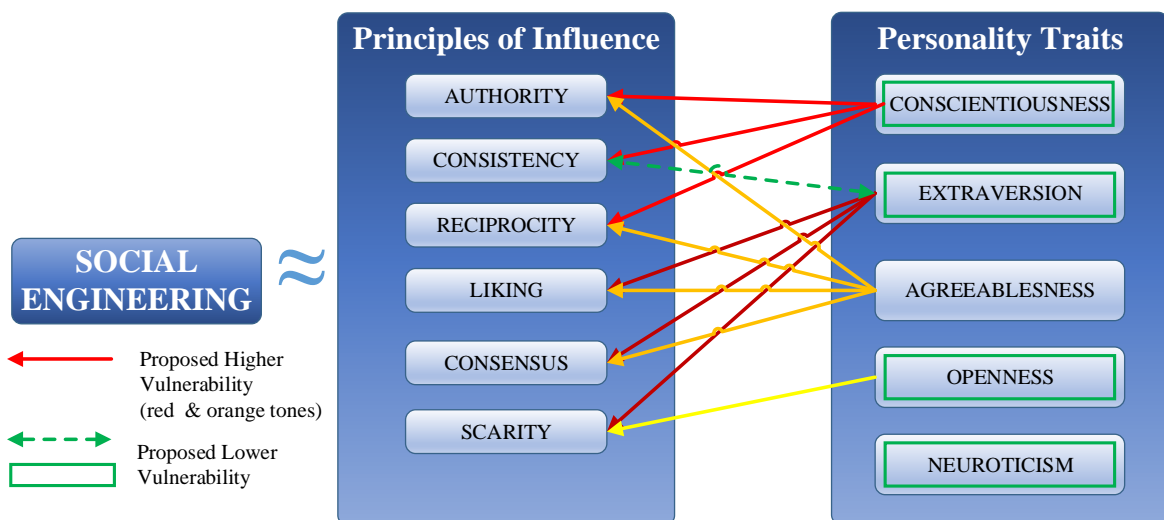 Principles of Influence
AUTHORITY
CONSISTENCY
RECIPROCITY
LIKING
CONSENSUS
SCARITY
Personality Traits
CONSCIENTIOUSNESS
EXTRAVERSION
AGREEABLESNESS
OPENNESS
NEUROTICISM
SOCIAL
ENGINEERING
≈
Proposed Higher
Vulnerability
(red & orange tones)
Proposed Lower
Vulnerability